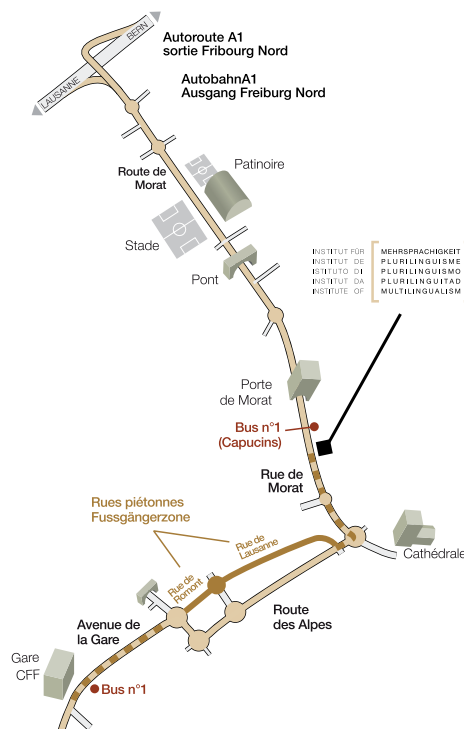 Autoroute A1
sortie Fribourg Nord
BERN
LAUSANNE
AutobahnA1
Ausgang Freiburg Nord
Route de
Morat
Patinoire
Stade
Pont
INSTITUT FÜR MEHRSPRACHIGKEIT
INSTITUT DE PLURILINGUISME
ISTITUTO DI PLURILINGUISMO
INSTITUT DA PLURILINGUITAD
INSTITUTE OF MULTILINGUALISM
Porte
de Morat
Bus n°1
(Capucins)
Rue de
Morat
Rues piétonnes
Fussgängerzone
Rue de
Lausanne
Cathédrale
Rue de
Romont
Route
des Alpes
Avenue de
la Gare
Gare
CFF
Bus n°1